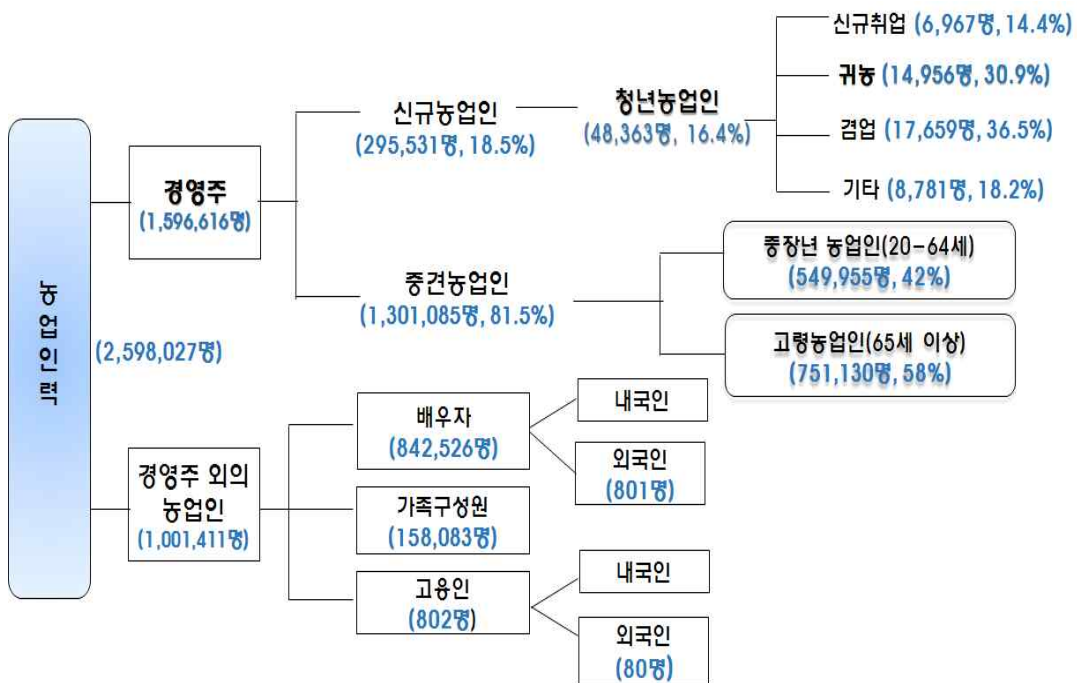 농업인력
(2,598,027명)
경영주
(1,596,616명)
신규농업인
(295,531명, 18.5%)
청년농업인
(48,363명, 16.4%)
신규취업 (6,967명, 14.4%)
귀농 (14,956명, 30.9%)
겸업 (17,659명, 36.5%)
기타 (8,781명, 18.2%)
중견농업인
(1,301,085명, 81.5%)
중장년 농업인(20-64세)
(549,955명, 42%)
고령농업인(65세 이상)
(751,130명, 58%)
경영주 외의
농업인
(1,001,411명)
배우자
(842,526명)
내국인
외국인
(801명)
가족구성원
(158,083명)
고용인
(802명)
내국인
외국인
(80명)